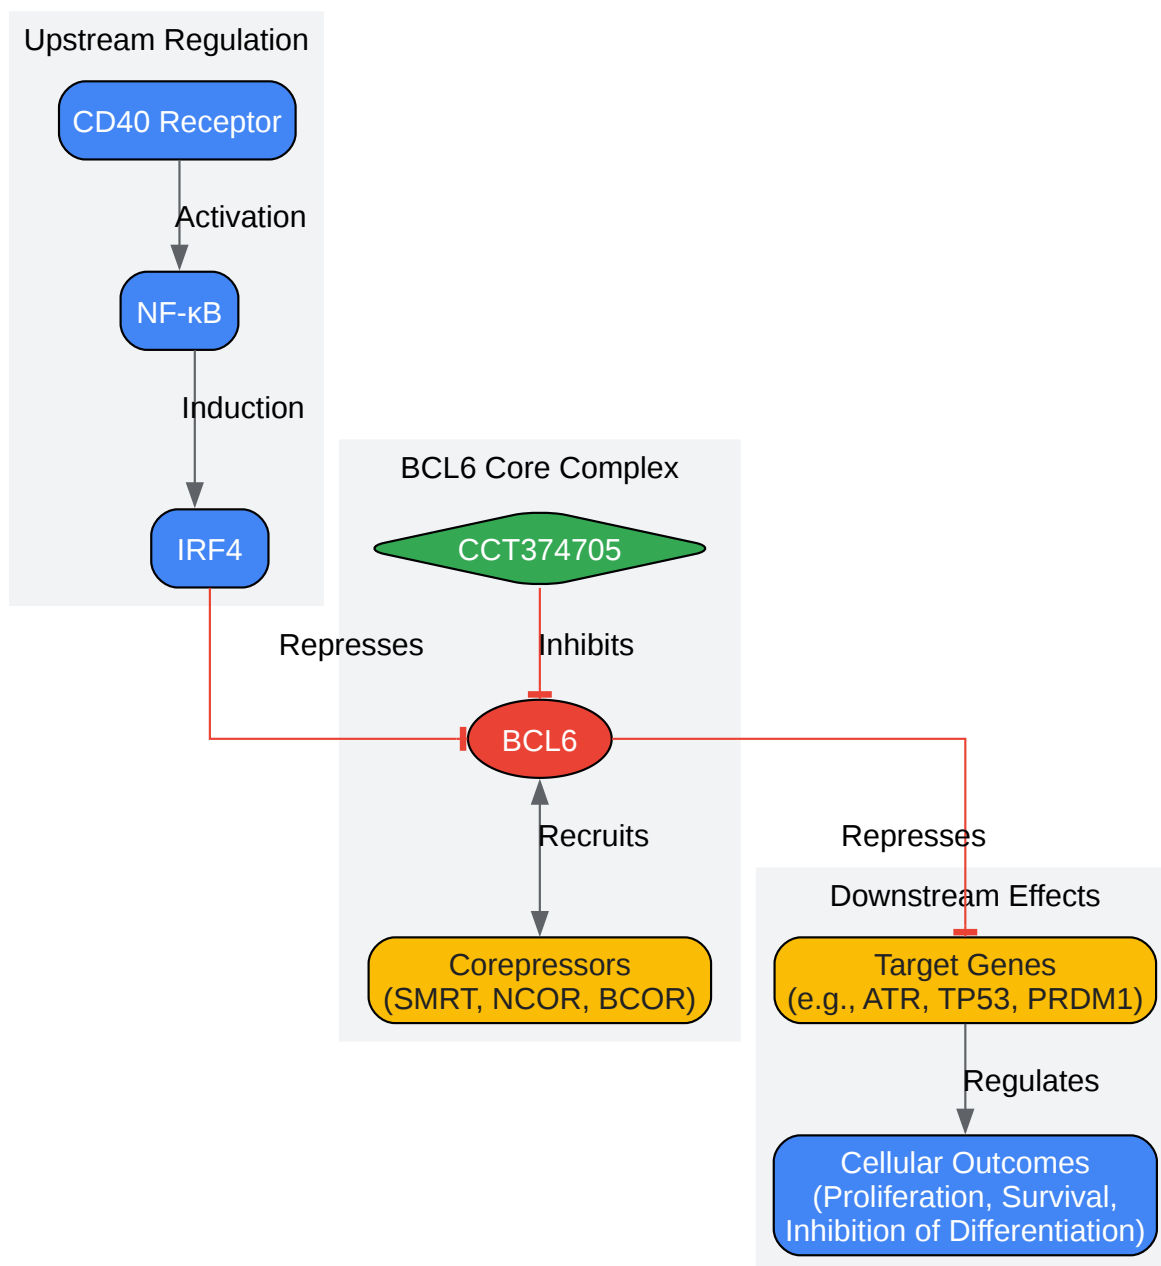 Upstream Regulation
CD40 Receptor
Activation
NF-κB
Induction
IRF4
Represses
BCL6 Core Complex
CCT374705
Inhibits
BCL6
Recruits
Corepressors
(SMRT, NCOR, BCOR)
Represses
Downstream Effects
Target Genes
(e.g., ATR, TP53, PRDM1)
Regulates
Cellular Outcomes
(Proliferation, Survival,
Inhibition of Differentiation)